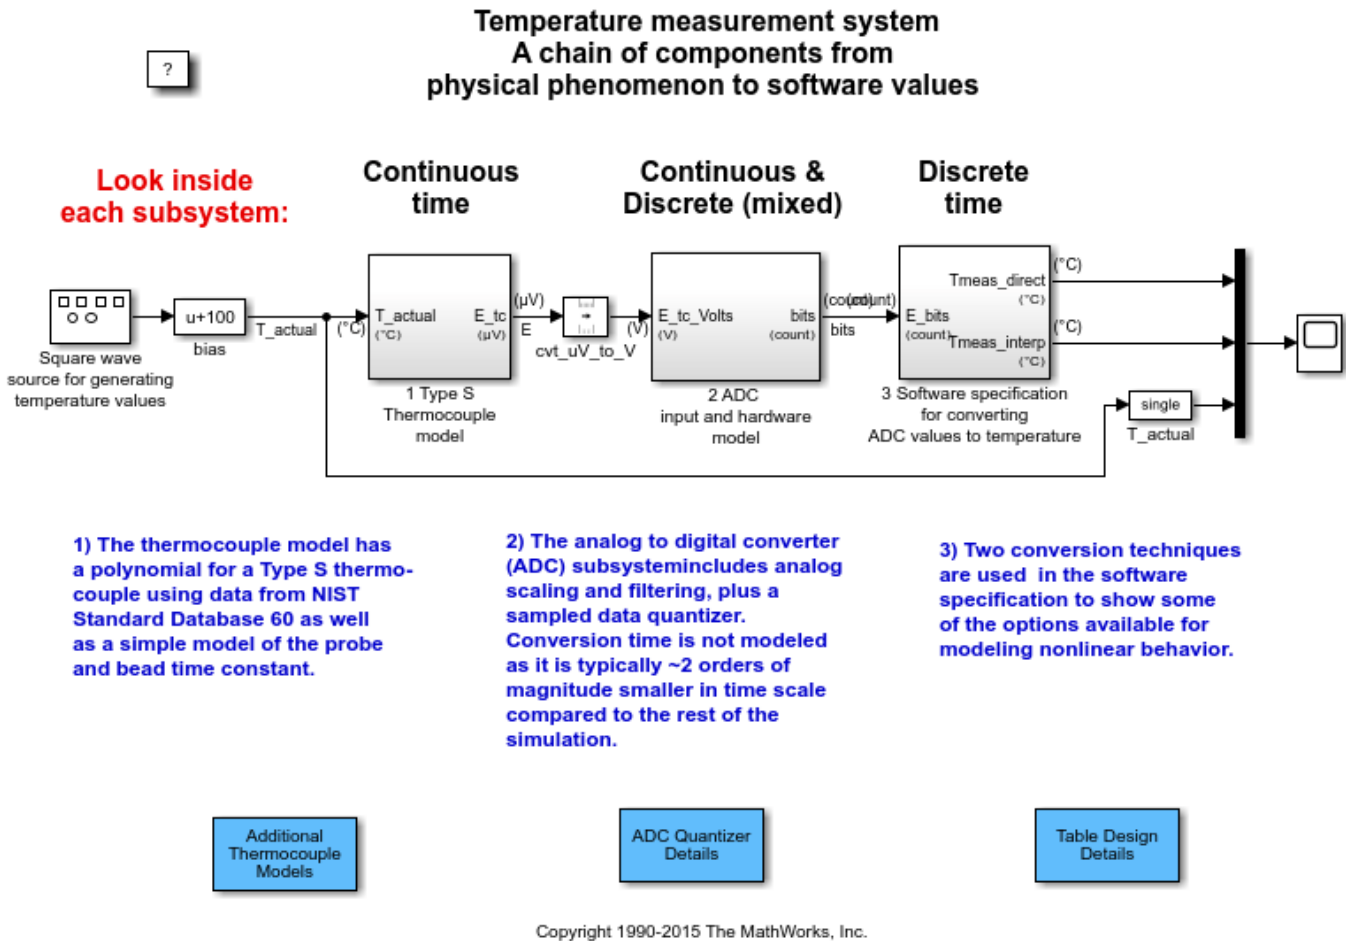 Temperature measurement system
A chain of components from
physical phenomenon to software values
?
Look inside
each subsystem:
Continuous
time
Continuous &
Discrete (mixed)
Discrete
time
Square wave
source for generating
temperature values
u+100
bias
T_actual
(°C)
T_actual
(°C)
E_tc
(µV)
1 Type S
Thermocouple
model
(µV)
E
cvt_uV_to_V
(V)
E_tc_Volts
(V)
bits
(count)
2 ADC
input and hardware
model
(count)
(count)
bits
E_bits
(count)
Tmeas_direct
(°C)
Tmeas_interp
(°C)
3 Software specification
for converting
ADC values to temperature
(°C)
(°C)
single
T_actual
1) The thermocouple model has
a polynomial for a Type S thermo-
couple using data from NIST
Standard Database 60 as well
as a simple model of the probe
and bead time constant.
2) The analog to digital converter
(ADC) subsystemincludes analog
scaling and filtering, plus a
sampled data quantizer.
Conversion time is not modeled
as it is typically ~2 orders of
magnitude smaller in time scale
compared to the rest of the
simulation.
3) Two conversion techniques
are used  in the software
specification to show some
of the options available for
modeling nonlinear behavior.
Additional
Thermocouple
Models
ADC Quantizer
Details
Table Design
Details
Copyright 1990-2015 The MathWorks, Inc.